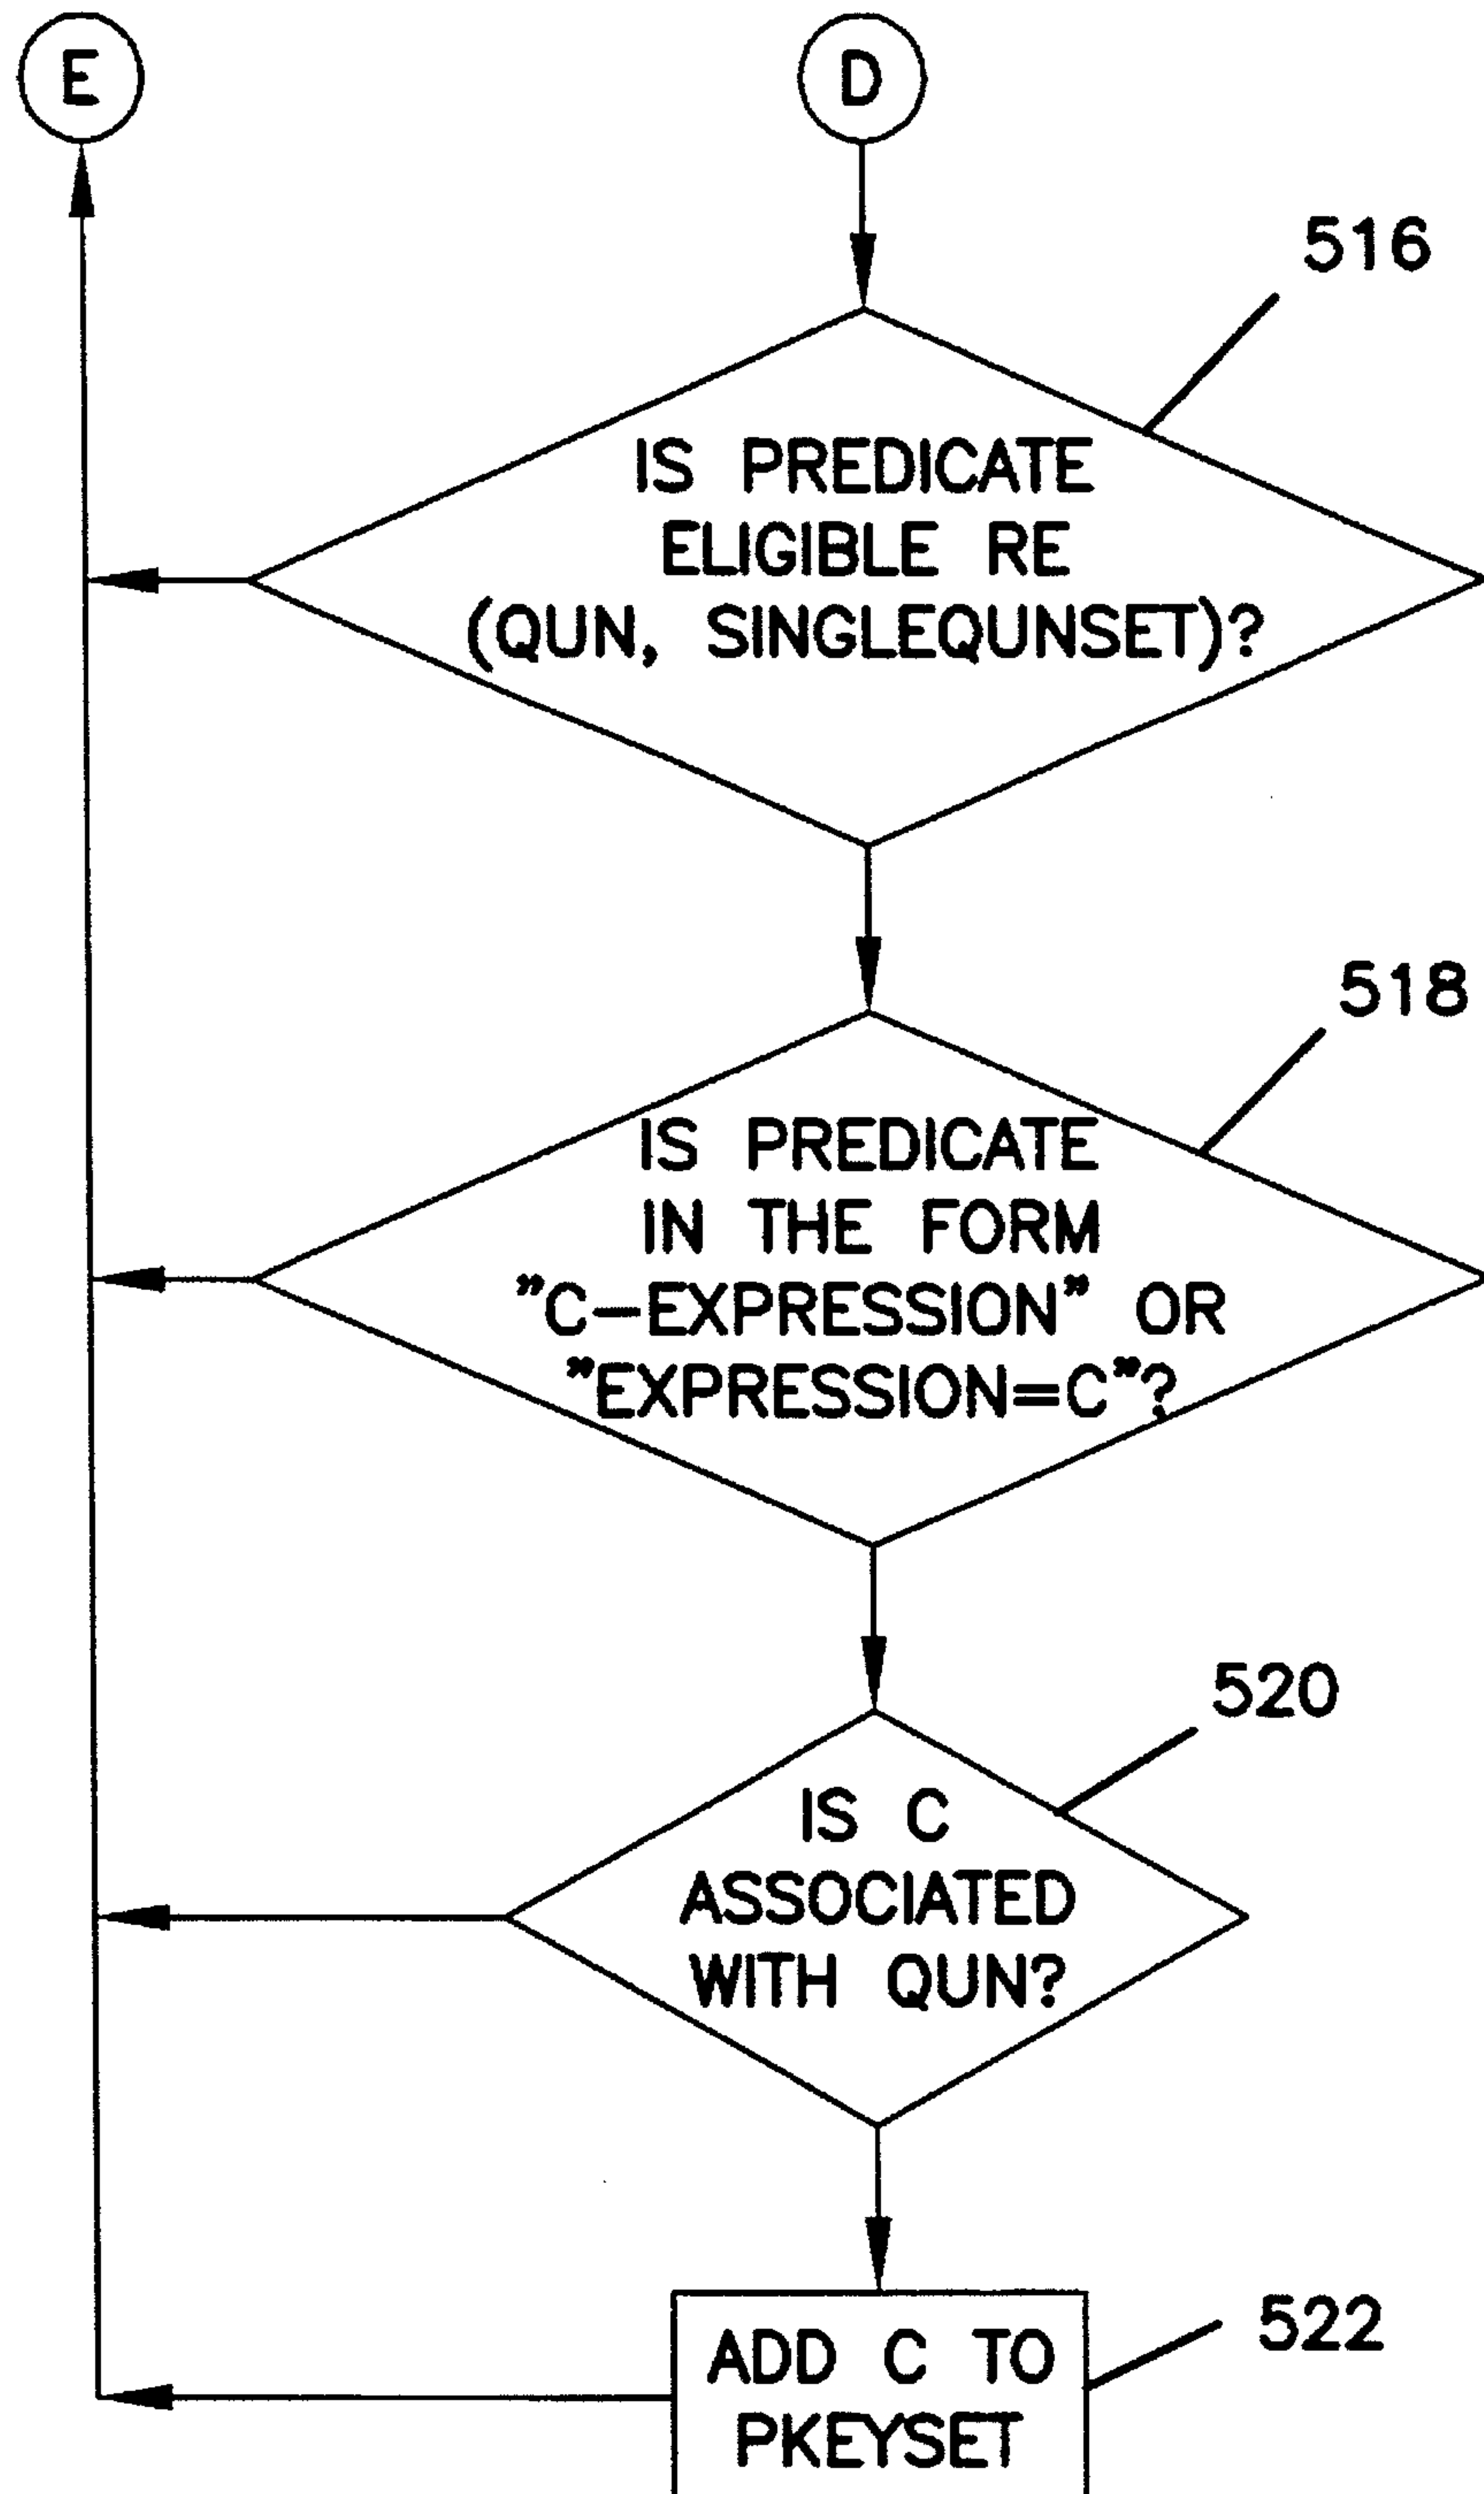 E
D
516
IS PREDICATE
ELIGIBLE RE
(QUN, SINGLEQUNSET)?
518
IS PREDICATE
IN THE FORM
"C-EXPRESSION" OR
"EXPRESSION=C"?
520
IS C
ASSOCIATED
WITH QUN?
522
ADD C TO
PKEYSET